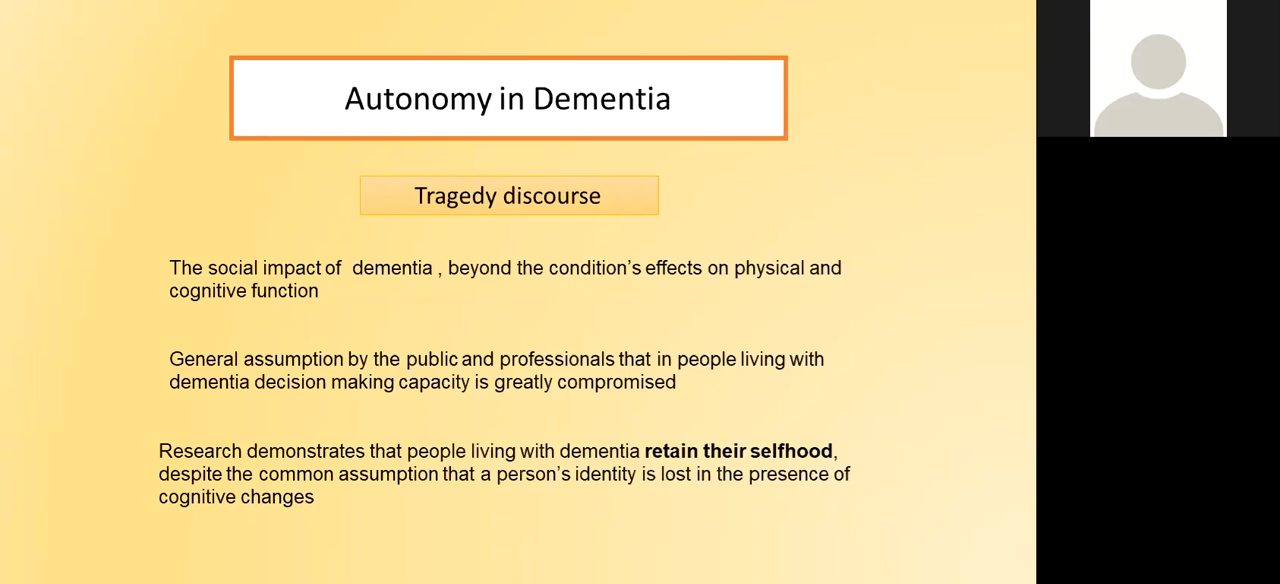 Autonomy in Dementia
Tragedy discourse
The social impact of dementia , beyond the condition's effects on physical and
cognitive function
General assumption by the public and professionals that in people living with
dementia decision making capacity is greatly compromised
Research demonstrates that people living with dementia retain their selfhood,
despite the common assumption that a person's identity is lost in the presence of
cognitive changes